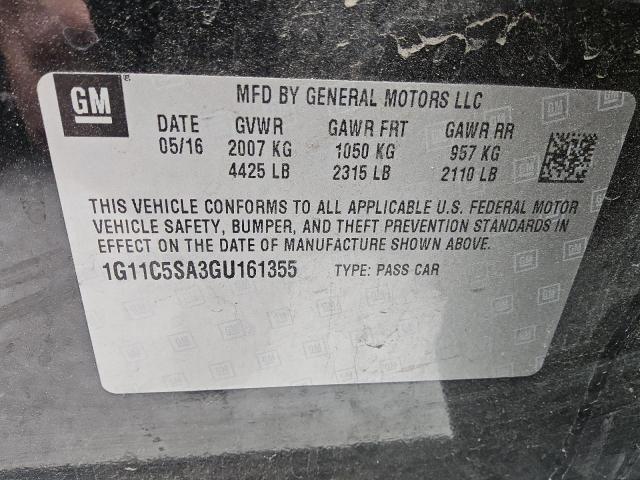 GM
MFD BY GENERAL MOTORS LLC
DATE GVWR GAWR FRT GAWR RR
05/16 2007 KG 1050 KG 957 KG
4425 LB 2315 LB 2110 LB
THIS VEHICLE CONFORMS TO ALL APPLICABLE U.S. FEDERAL MOTOR
VEHICLE SAFETY, BUMPER, AND THEFT PREVENTION STANDARDS IN
EFFECT ON THE DATE OF MANUFACTURE SHOWN ABOVE.
1G11C5SA3GU161355 TYPE: PASS CAR